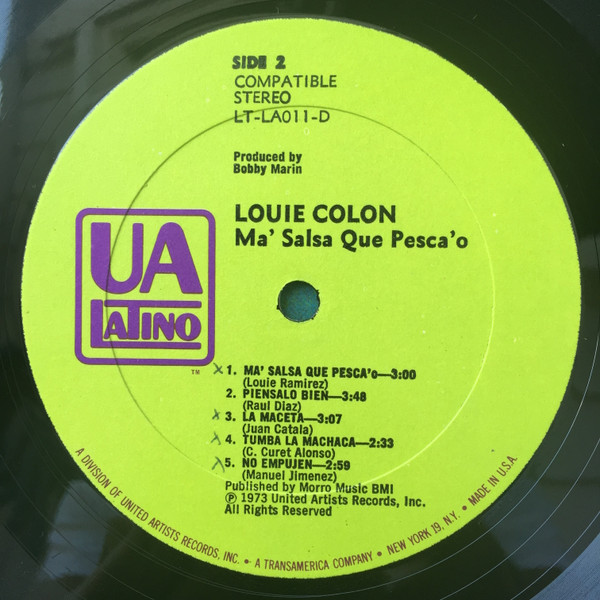 SIDE 2
COMPATIBLE
STEREO
LT-LA011-D
Produced by
Bobby Marin
LOUIE COLON
Ma' Salsa Que Pesca'o
UA
LATINO
TM
1. MA' SALSA QUE PESCA'o—3:00
(Louie Ramirez)
2. PIENSALO BIEN—3:48
(Raul Diaz)
3. LA MACETA—3:07
(Juan Catala)
4. TUMBA LA MACHACA—2:33
(C. Curet Alonso)
5. NO EMPUJEN—2:59
(Manuel Jimenez)
Published by Morro Music BMI
Ⓟ 1973 United Artists Records, Inc.
All Rights Reserved
A DIVISION OF UNITED ARTISTS RECORDS, INC. • A TRANSAMERICA COMPANY • NEW YORK 19, N.Y. • MADE IN U.S.A.